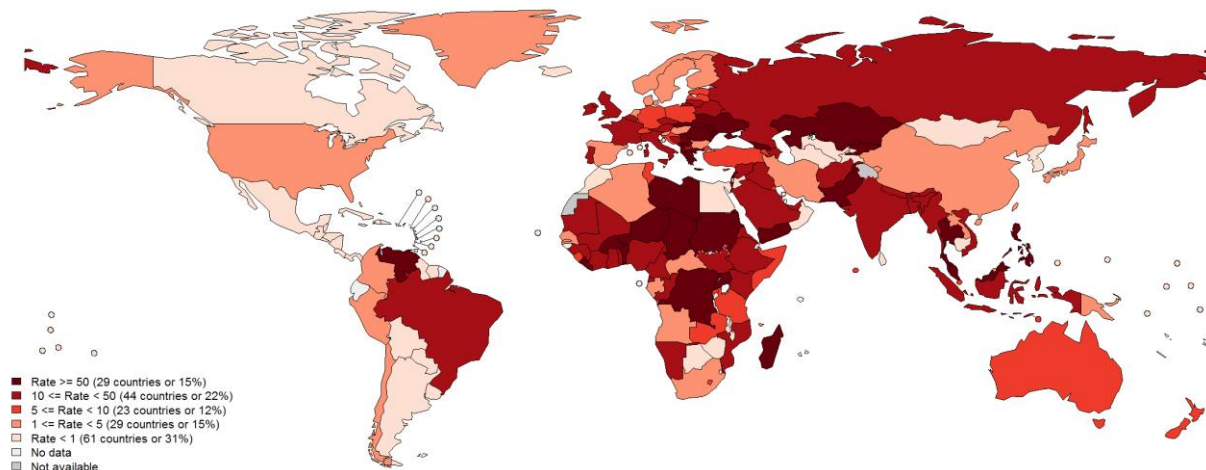 Rate >= 50 (29 countries or 15%)
10 <= Rate < 50 (44 countries or 22%)
5 <= Rate < 10 (23 countries or 12%)
1 <= Rate < 5 (29 countries or 15%)
Rate < 1 (61 countries or 31%)
No data
Not available